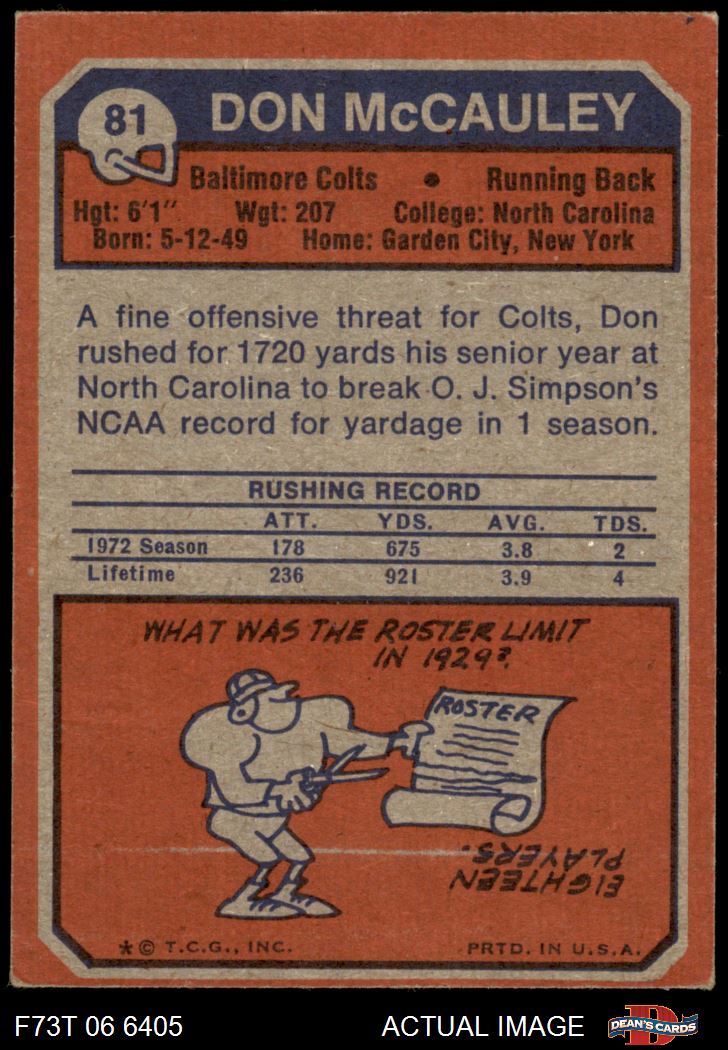 81
DON McCAULEY
Baltimore Colts • Running Back
Hgt: 6'1" Wgt: 207 College: North Carolina
Born: 5-12-49 Home: Garden City, New York
A fine offensive threat for Colts, Don
rushed for 1720 yards his senior year at
North Carolina to break O. J. Simpson's
NCAA record for yardage in 1 season.
RUSHING RECORD
ATT. YDS. AVG. TDS.
1972 Season 178 675 3.8 2
Lifetime 236 921 3.9 4
WHAT WAS THE ROSTER LIMIT
IN 1929?
ROSTER
EIGHTEEN
PLAYERS.
* © T.C.G., INC. PRTD. IN U.S.A.
F73T 06 6405 ACTUAL IMAGE
D
DEAN'S CARDS